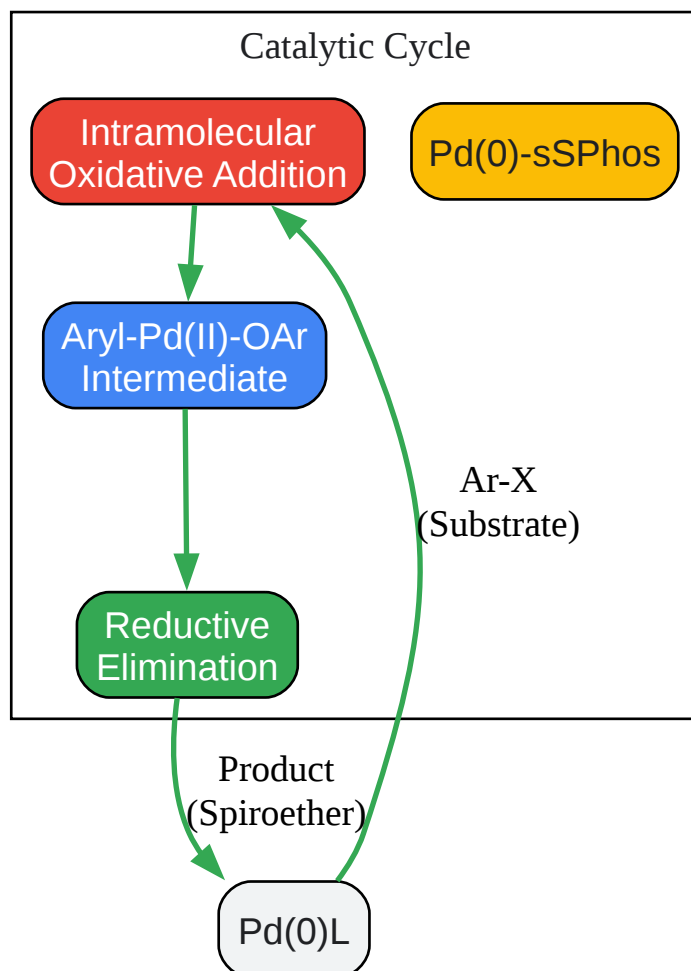 Catalytic Cycle
Intramolecular
Oxidative Addition
Pd(0)-sSPhos
Aryl-Pd(II)-OAr
Intermediate
Ar-X
(Substrate)
Reductive
Elimination
Product
(Spiroether)
Pd(0)L